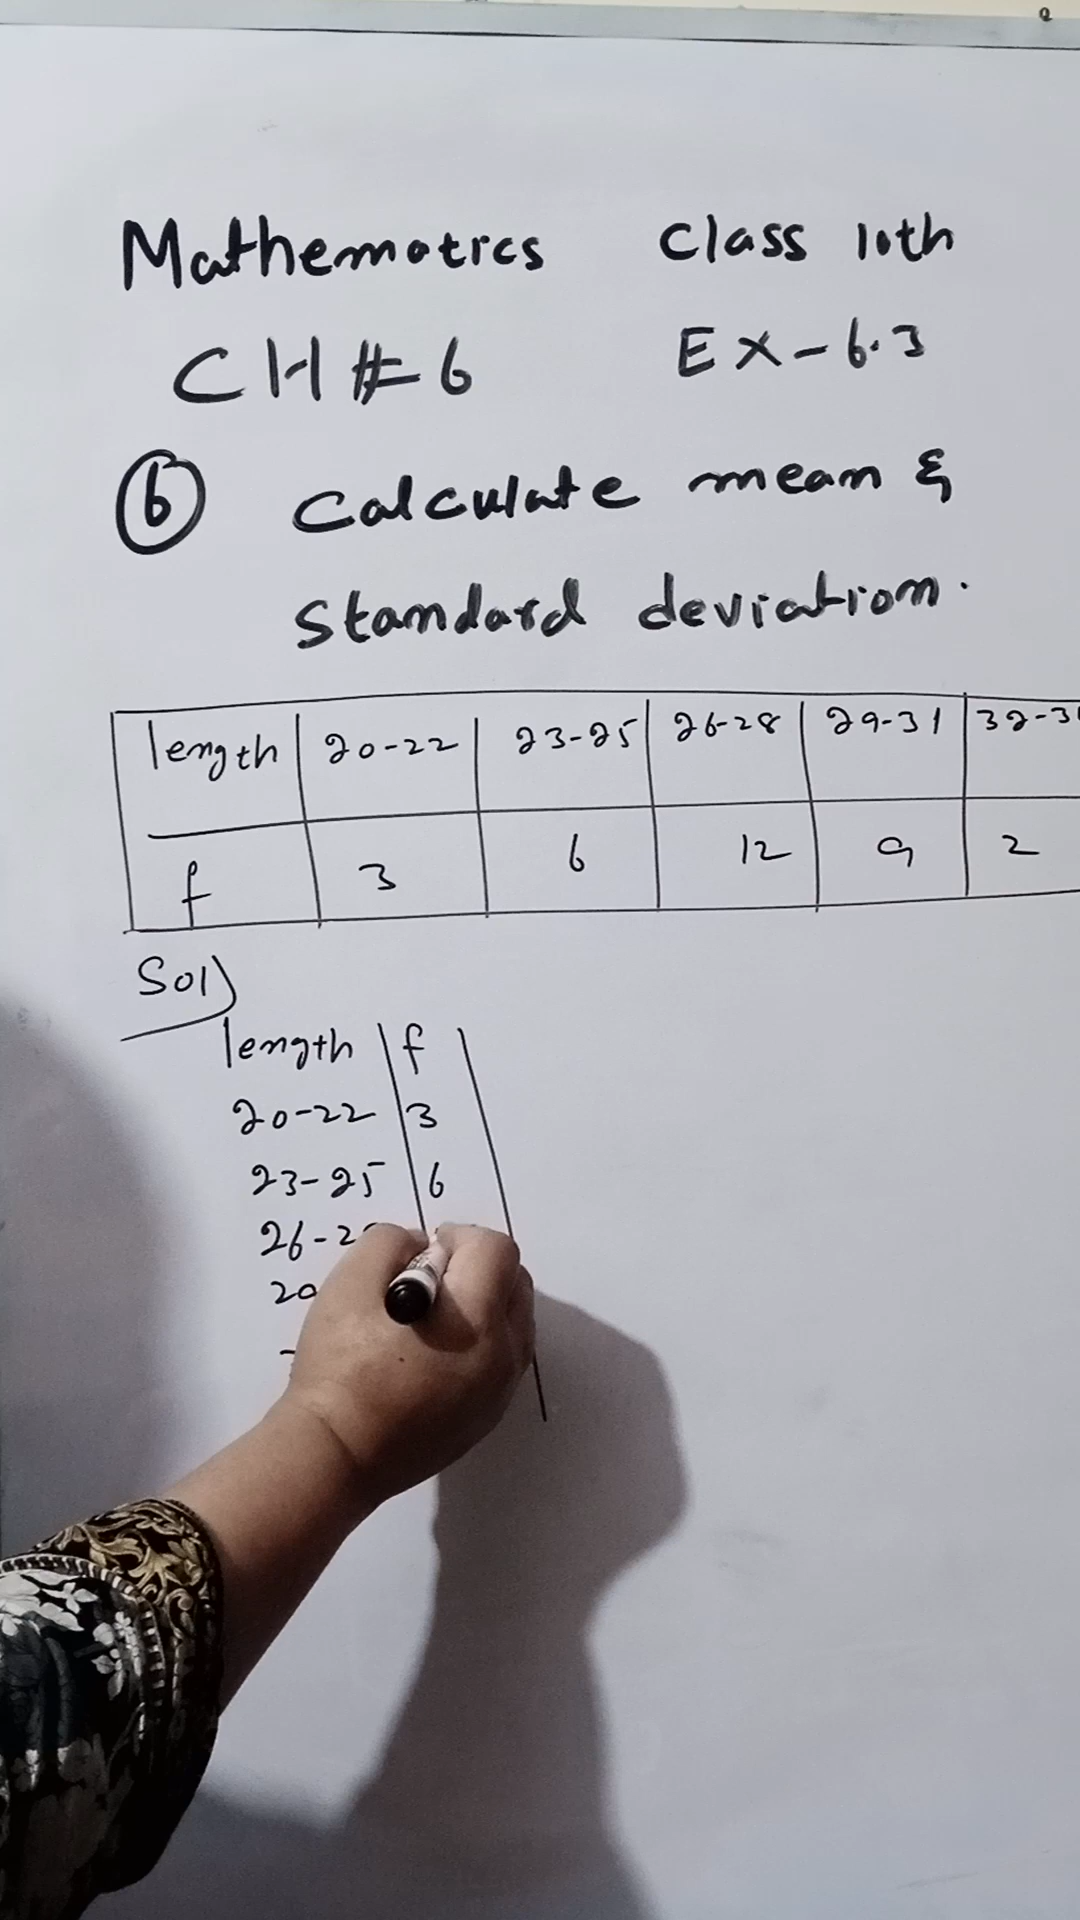 Mathematics Class 10th
CH#6 EX-6.3
6 Calculate mean &
Standard deviation.
length 20-22 23-25 26-28 29-31
f 3 6 12 9 2
Sol)
length f
20-22 3
23-25 6